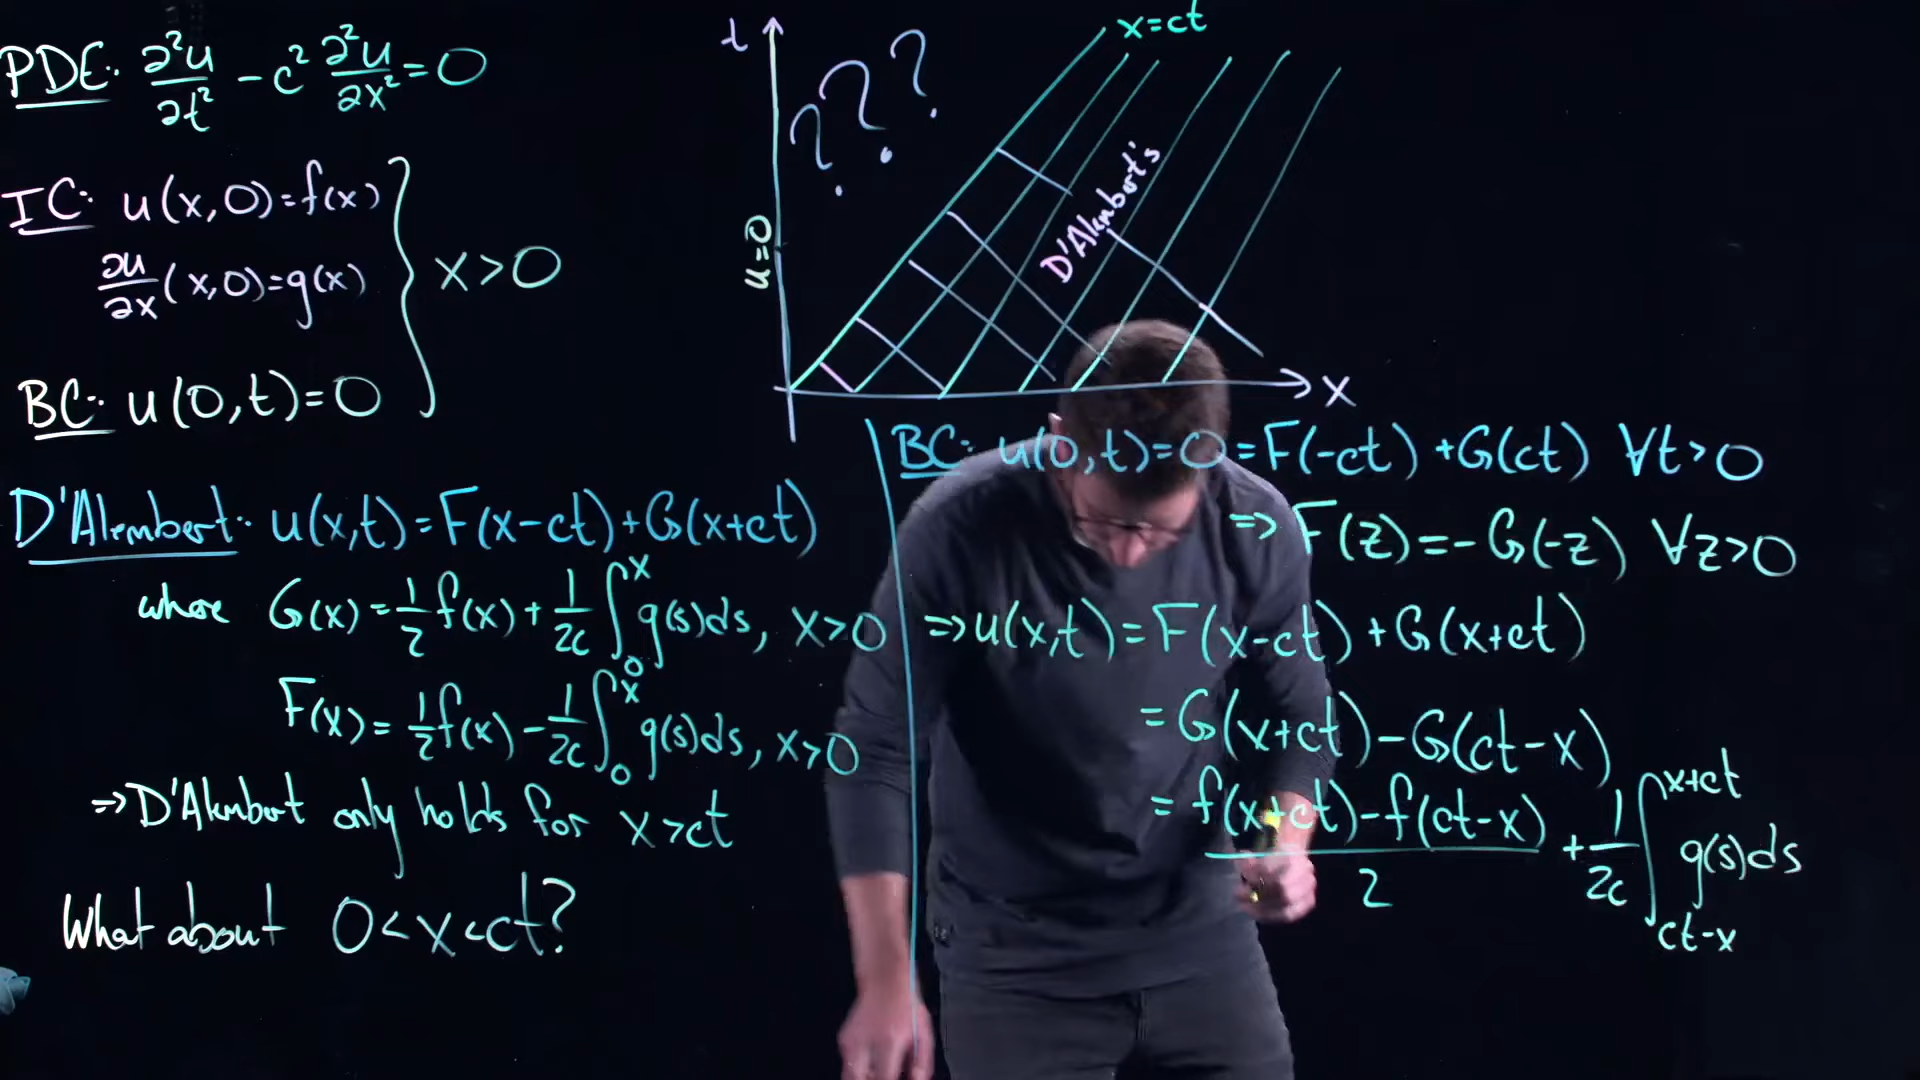 PDE: ∂²u/∂t² - c² ∂²u/∂x² = 0
IC: u(x,0)=f(x)
∂u/∂x (x,0)=g(x)
x>0
BC: u(0,t)=0
t
x=ct
???
D'Alembert's
u=0
x
D'Alembert: u(x,t)=F(x-ct)+G(x+ct)
where G(x)=1/2 f(x)+1/2c ∫₀ˣ g(s)ds, x>0
F(x)=1/2 f(x)-1/2c ∫₀ˣ g(s)ds, x>0
⇒D'Alembert only holds for x>ct
What about 0<x<ct?
BC: u(0,t)=0=F(-ct)+G(ct) ∀t>0
⇒ F(z)=-G(-z) ∀z>0
⇒u(x,t)=F(x-ct)+G(x+ct)
=G(x+ct)-G(ct-x)
= (f(x+ct)-f(ct-x))/2 + 1/2c ∫_{ct-x}^{x+ct} g(s)ds